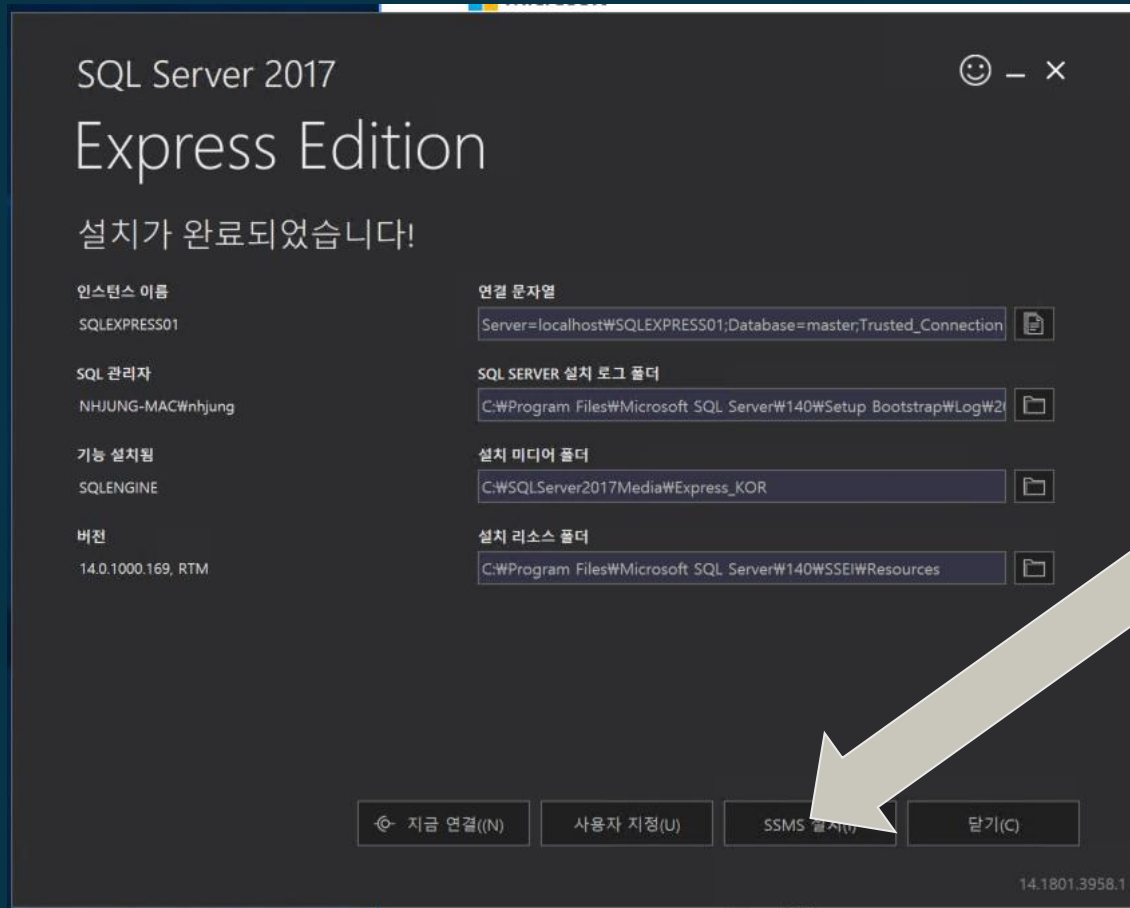 SQL Server 2017
Express Edition
설치가 완료되었습니다!
인스턴스 이름
SQLEXPRESS01
연결 문자열
Server=localhost₩SQLEXPRESS01;Database=master;Trusted_Connection
SQL 관리자
NHJUNG-MAC₩nhjung
SQL SERVER 설치 로그 폴더
C:₩Program Files₩Microsoft SQL Server₩140₩Setup Bootstrap₩Log₩2
기능 설치됨
SQLENGINE
설치 미디어 폴더
C:₩SQLServer2017Media₩Express_KOR
버전
14.0.1000.169, RTM
설치 리소스 폴더
C:₩Program Files₩Microsoft SQL Server₩140₩SSEI₩Resources
지금 연결((N)
사용자 지정(U)
SSMS
닫기(C)
14.1801.3958.1